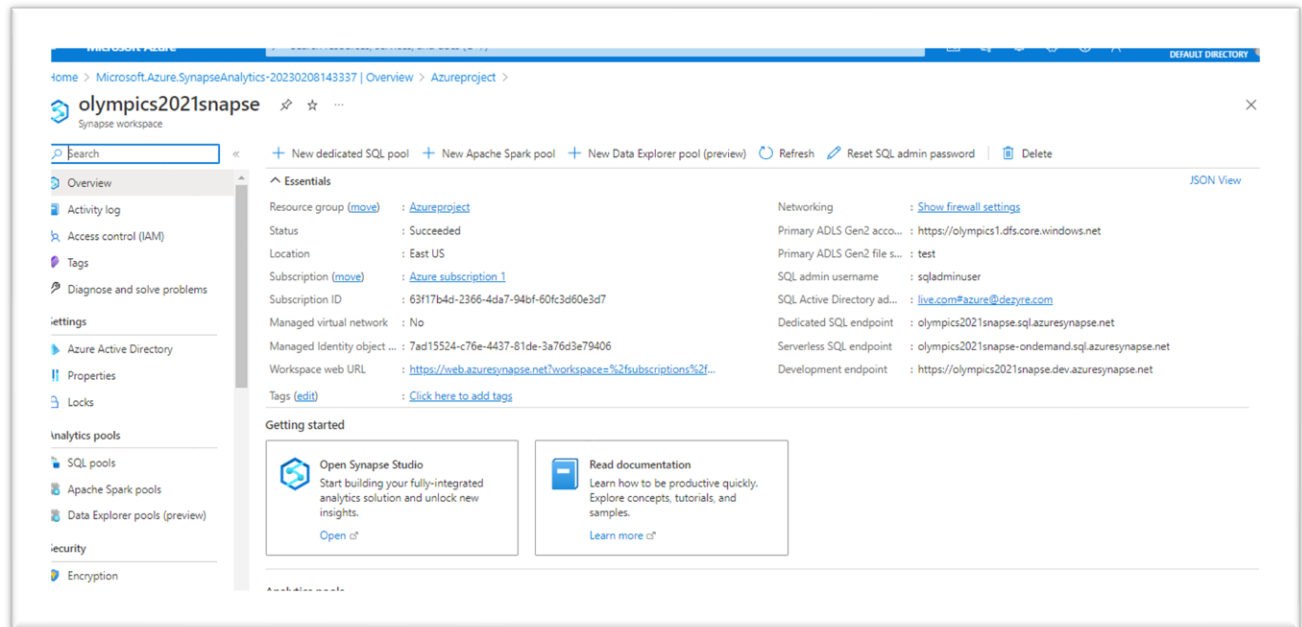 Microsoft Azure
DEFAULT DIRECTORY
Home > Microsoft.Azure.SynapseAnalytics-20230208143337 | Overview > Azureproject >
olympics2021snapse
Synapse workspace
Search
Overview
Activity log
Access control (IAM)
Tags
Diagnose and solve problems
Settings
Azure Active Directory
Properties
Locks
Analytics pools
SQL pools
Apache Spark pools
Data Explorer pools (preview)
Security
Encryption
New dedicated SQL pool
New Apache Spark pool
New Data Explorer pool (preview)
Refresh
Reset SQL admin password
Delete
Essentials
JSON View
Resource group (move) : Azureproject
Status : Succeeded
Location : East US
Subscription (move) : Azure subscription 1
Subscription ID : 63f17b4d-2366-4da7-94bf-60fc3d60e3d7
Managed virtual network : No
Managed Identity object ... : 7ad15524-c76e-4437-81de-3a76d3e79406
Workspace web URL : https://web.azuresynapse.net?workspace=%2fsubscriptions%2f...
Tags (edit) : Click here to add tags
Networking : Show firewall settings
Primary ADLS Gen2 acco... : https://olympics1.dfs.core.windows.net
Primary ADLS Gen2 file s... : test
SQL admin username : sqladminuser
SQL Active Directory ad... : live.com#azure@dezyre.com
Dedicated SQL endpoint : olympics2021snapse.sql.azuresynapse.net
Serverless SQL endpoint : olympics2021snapse-ondemand.sql.azuresynapse.net
Development endpoint : https://olympics2021snapse.dev.azuresynapse.net
Getting started
Open Synapse Studio
Start building your fully-integrated
analytics solution and unlock new
insights.
Open
Read documentation
Learn how to be productive quickly.
Explore concepts, tutorials, and
samples.
Learn more
Analytics pools